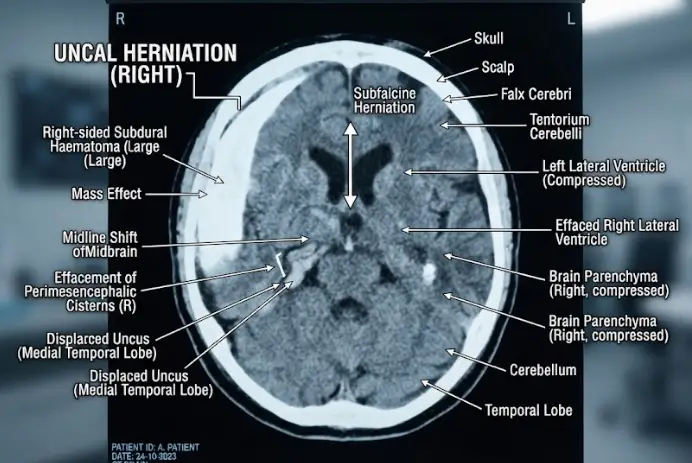 R
L
UNCAL HERNIATION
(RIGHT)
Right-sided Subdural
Haematoma (Large
(Large)
Mass Effect
Midline Shift
ofMidbrain
Effacement of
Perimesencephalic
Cisterns (R)
Displarced Uncus
(Medial Temporal Lobe)
Displaced Uncus
(Medial Temporal Lobe)
Subfalcine
Herniation
Skull
Scalp
Falx Cerebri
Tentorium
Cerebelli
Left Lateral Ventricle
(Compressed)
Effaced Right Lateral
Ventricle
Brain Parenchyma
(Right, compressed)
Brain Parenchyma
(Right, compressed)
Cerebellum
Temporal Lobe
PATIENT ID: A. PATIENT
DATE: 24-10-3023